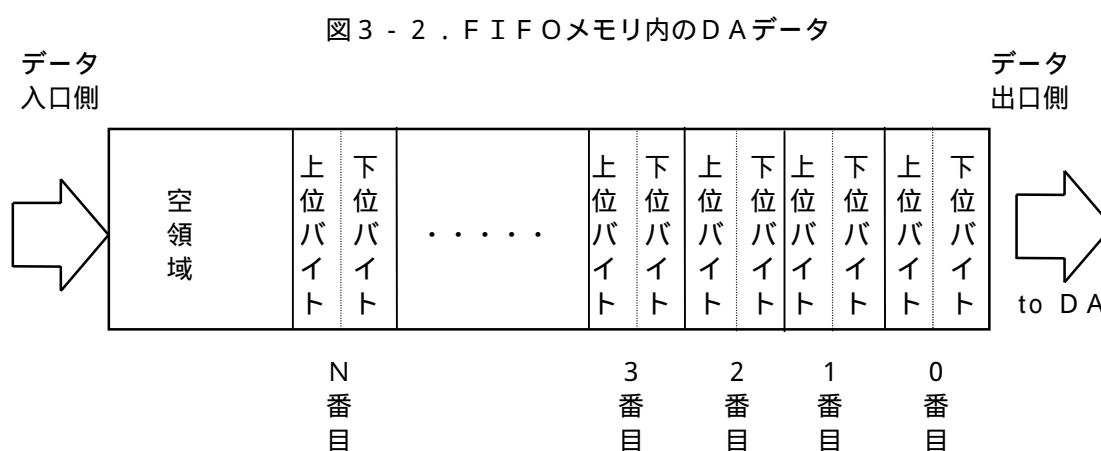 図3-2.FIFOメモリ内のDAデータ
データ
入口側
データ
出口側
空領域
上位バイト
下位バイト
・・・・・
上位バイト
下位バイト
上位バイト
下位バイト
上位バイト
下位バイト
上位バイト
下位バイト
to DA
N番目
3番目
2番目
1番目
0番目